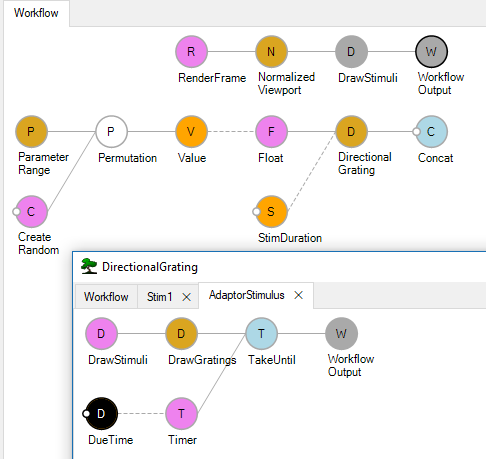 Workflow
R
N
D
W
RenderFrame
Normalized
Viewport
DrawStimuli
Workflow
Output
P
P
V
F
D
C
Parameter
Range
Permutation
Value
Float
Directional
Grating
Concat
C
S
Create
Random
StimDuration
DirectionalGrating
Workflow
Stim1 ✕
AdaptorStimulus ✕
D
D
T
W
DrawStimuli
DrawGratings
TakeUntil
Workflow
Output
D
T
DueTime
Timer